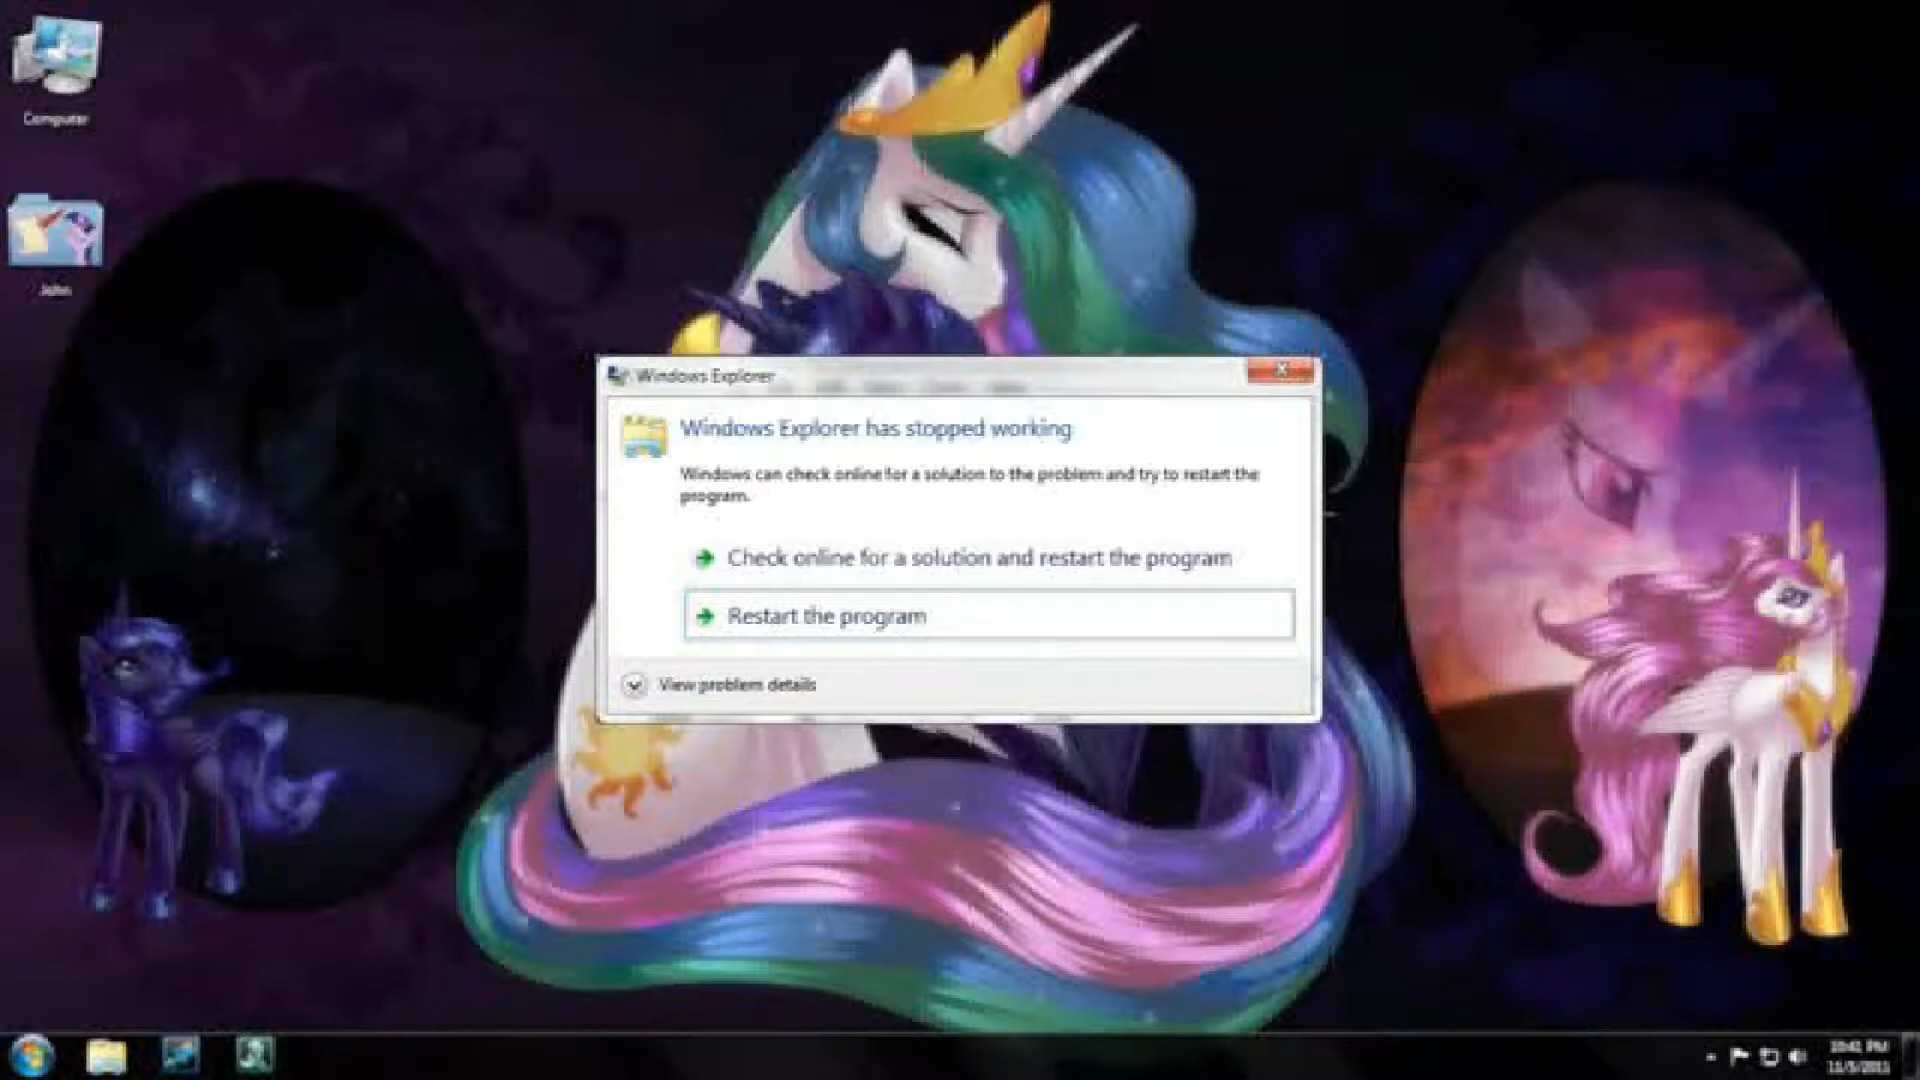 Computer
John
Windows Explorer
Windows Explorer has stopped working
Windows can check online for a solution to the problem and try to restart the
program.
Check online for a solution and restart the program
Restart the program
View problem details
10:41 PM
11/5/2011